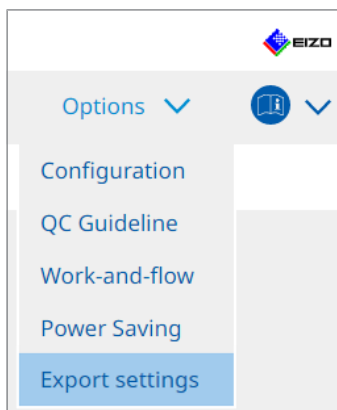 EIZO
Options
Configuration
QC Guideline
Work-and-flow
Power Saving
Export settings